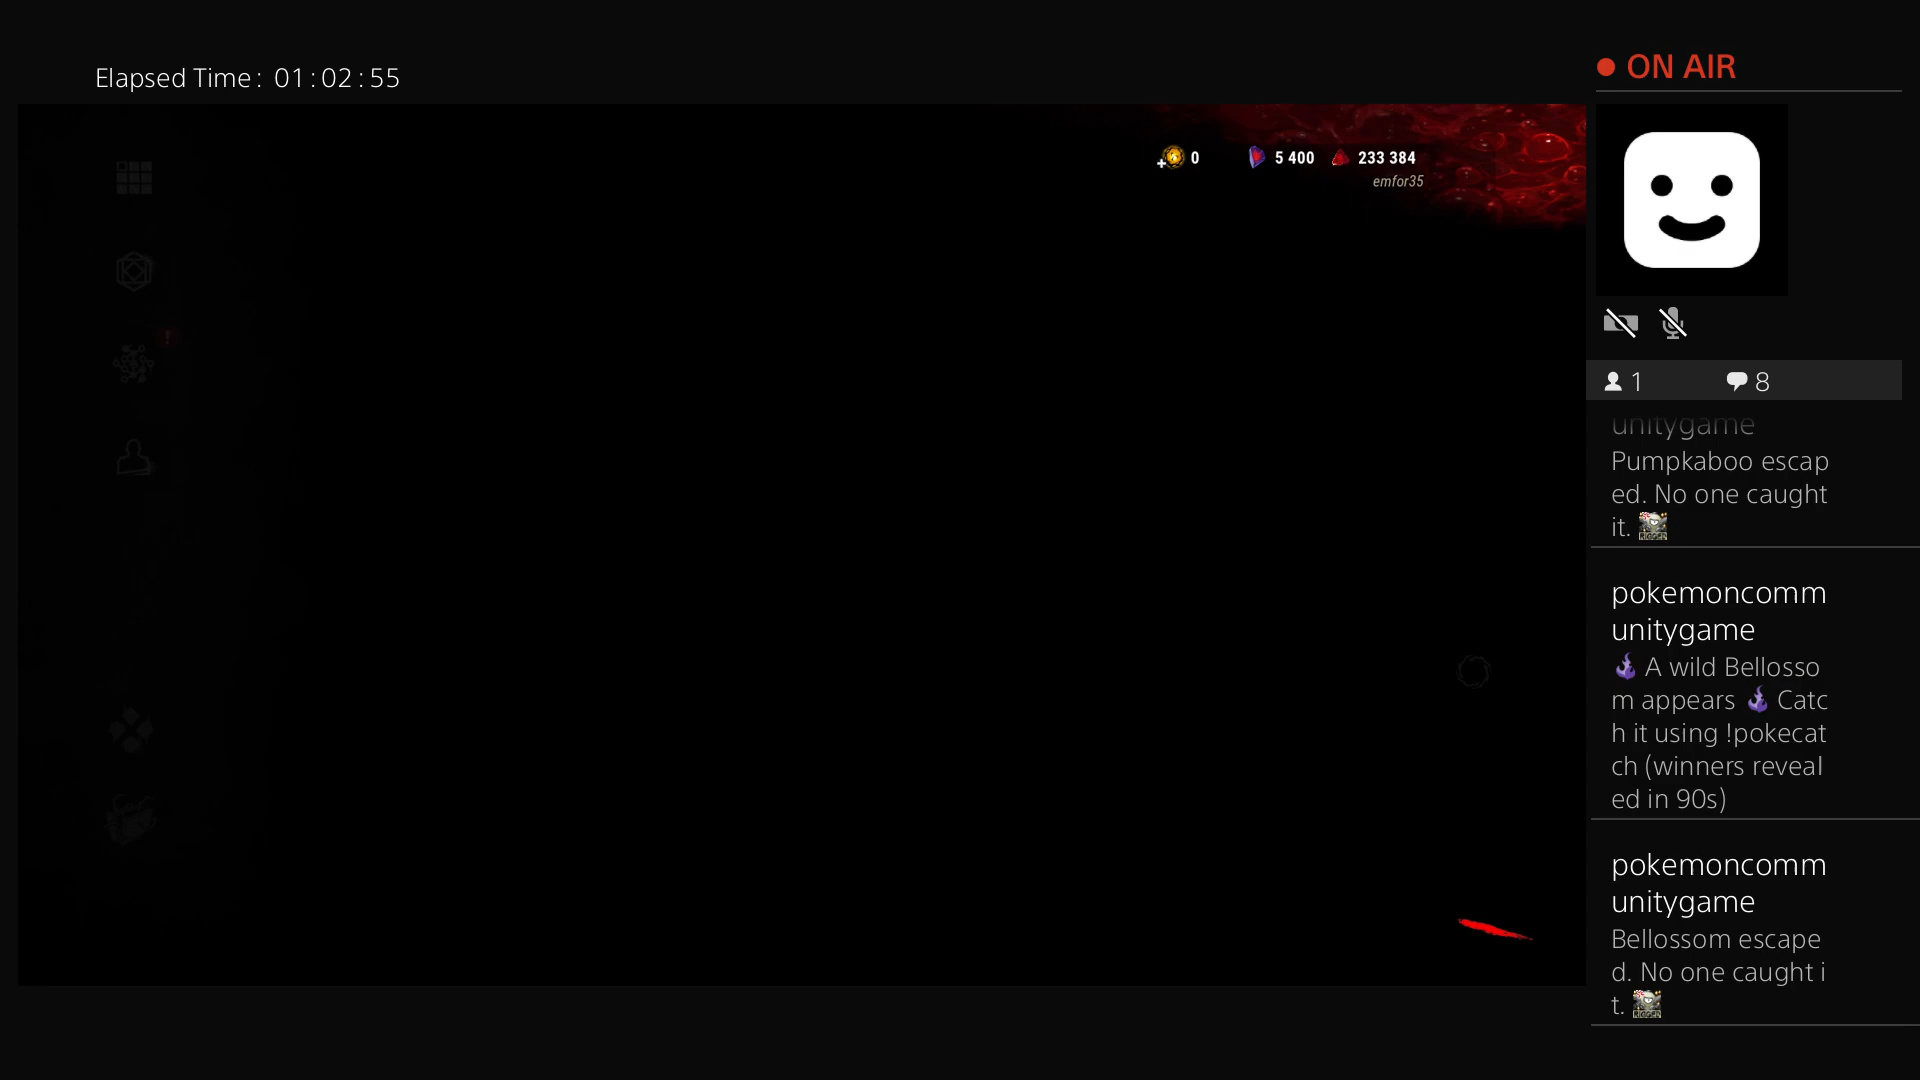 Elapsed Time: 01:02:55
ON AIR
0
5 400
233 384
emfor35
1
8
unitygame
Pumpkaboo escap
ed. No one caught
it.
pokemoncomm
unitygame
A wild Bellosso
m appears Catc
h it using !pokecat
ch (winners reveal
ed in 90s)
pokemoncomm
unitygame
Bellossom escape
d. No one caught i
t.